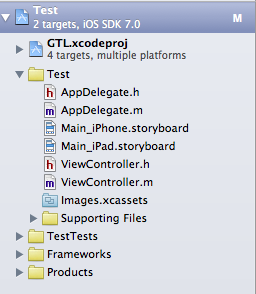 Test
2 targets, iOS SDK 7.0
M
GTL.xcodeproj
4 targets, multiple platforms
Test
h AppDelegate.h
m AppDelegate.m
Main_iPhone.storyboard
Main_iPad.storyboard
h ViewController.h
m ViewController.m
Images.xcassets
Supporting Files
TestTests
Frameworks
Products